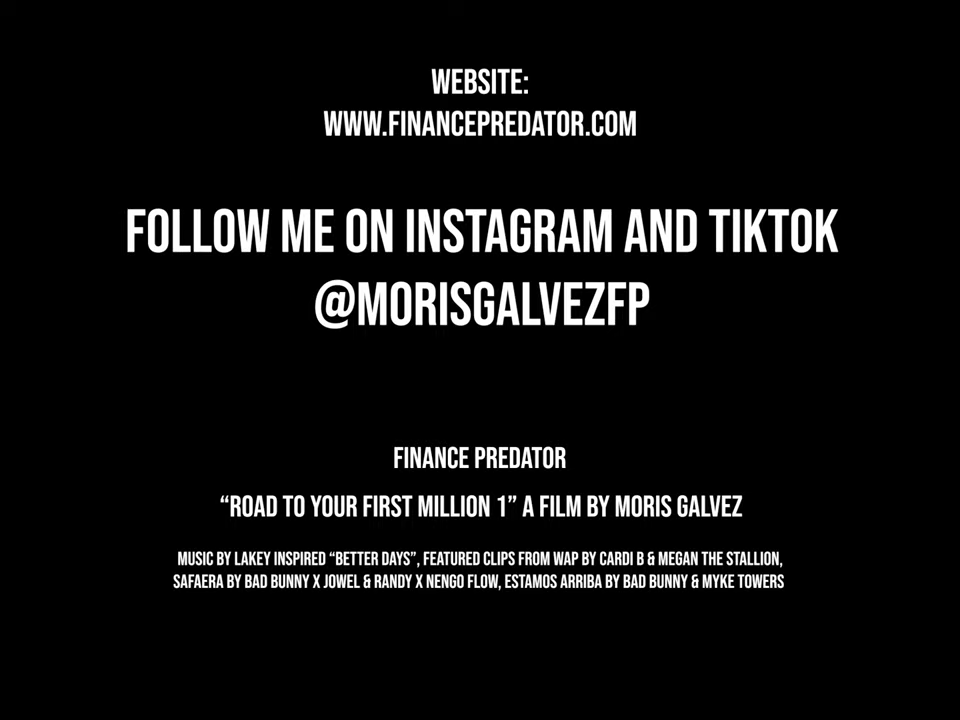 WEBSITE:
WWW.FINANCEPREDATOR.COM
FOLLOW ME ON INSTAGRAM AND TIKTOK
@MORISGALVEZFP
FINANCE PREDATOR
“ROAD TO YOUR FIRST MILLION 1” A FILM BY MORIS GALVEZ
MUSIC BY LAKEY INSPIRED “BETTER DAYS”, FEATURED CLIPS FROM WAP BY CARDI B & MEGAN THE STALLION,
SAFAERA BY BAD BUNNY X JOWEL & RANDY X NENGO FLOW, ESTAMOS ARRIBA BY BAD BUNNY & MYKE TOWERS